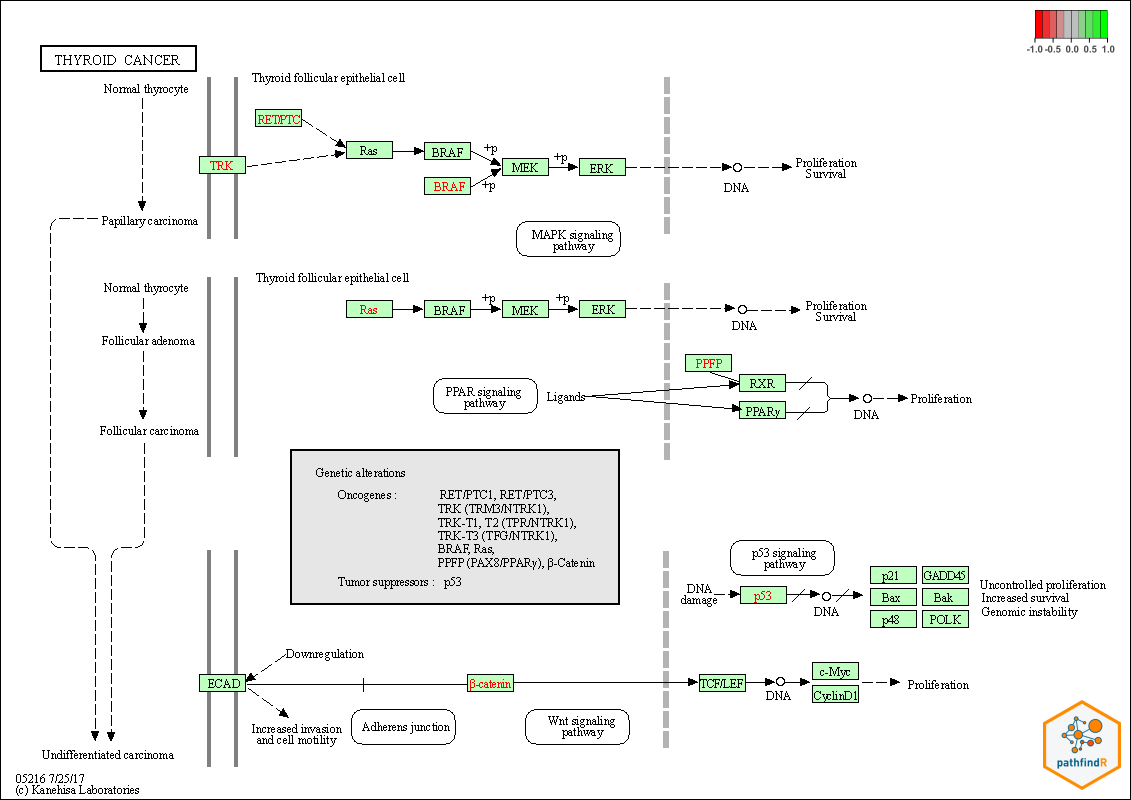 -1.0 -0.5 0.0 0.5 1.0
THYROID CANCER
Normal thyrocyte
Papillary carcinoma
Thyroid follicular epithelial cell
RET/PTC
TRK
Ras
BRAF
+p
BRAF
+p
MEK
+p
ERK
DNA
Proliferation
Survival
MAPK signaling
pathway
Normal thyrocyte
Follicular adenoma
Follicular carcinoma
Thyroid follicular epithelial cell
Ras
BRAF
+p
MEK
+p
ERK
DNA
Proliferation
Survival
PPAR signaling
pathway
Ligands
PPFP
RXR
PPARγ
DNA
Proliferation
Genetic alterations
Oncogenes :
RET/PTC1, RET/PTC3,
TRK (TRM3/NTRK1),
TRK-T1, T2 (TPR/NTRK1),
TRK-T3 (TFG/NTRK1),
BRAF, Ras,
PPFP (PAX8/PPARγ), β-Catenin
Tumor suppressors : p53
p53 signaling
pathway
DNA
damage
p53
DNA
p21
GADD45
Bax
Bak
p48
POLK
Uncontrolled proliferation
Increased survival
Genomic instability
Downregulation
ECAD
Increased invasion
and cell motility
Adherens junction
β-catenin
Wnt signaling
pathway
TCF/LEF
DNA
c-Myc
CyclinD1
Proliferation
Undifferentiated carcinoma
05216 7/25/17
(c) Kanehisa Laboratories
pathfindR